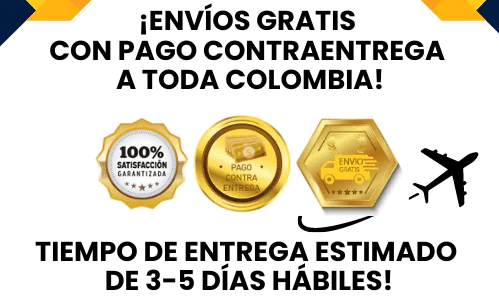 ¡ENVÍOS GRATIS
CON PAGO CONTRAENTREGA
A TODA COLOMBIA!
100%
SATISFACCIÓN
GARANTIZADA
PAGO
CONTRA
ENTREGA
ENVIO
GRATIS
TIEMPO DE ENTREGA ESTIMADO
DE 3-5 DÍAS HÁBILES!